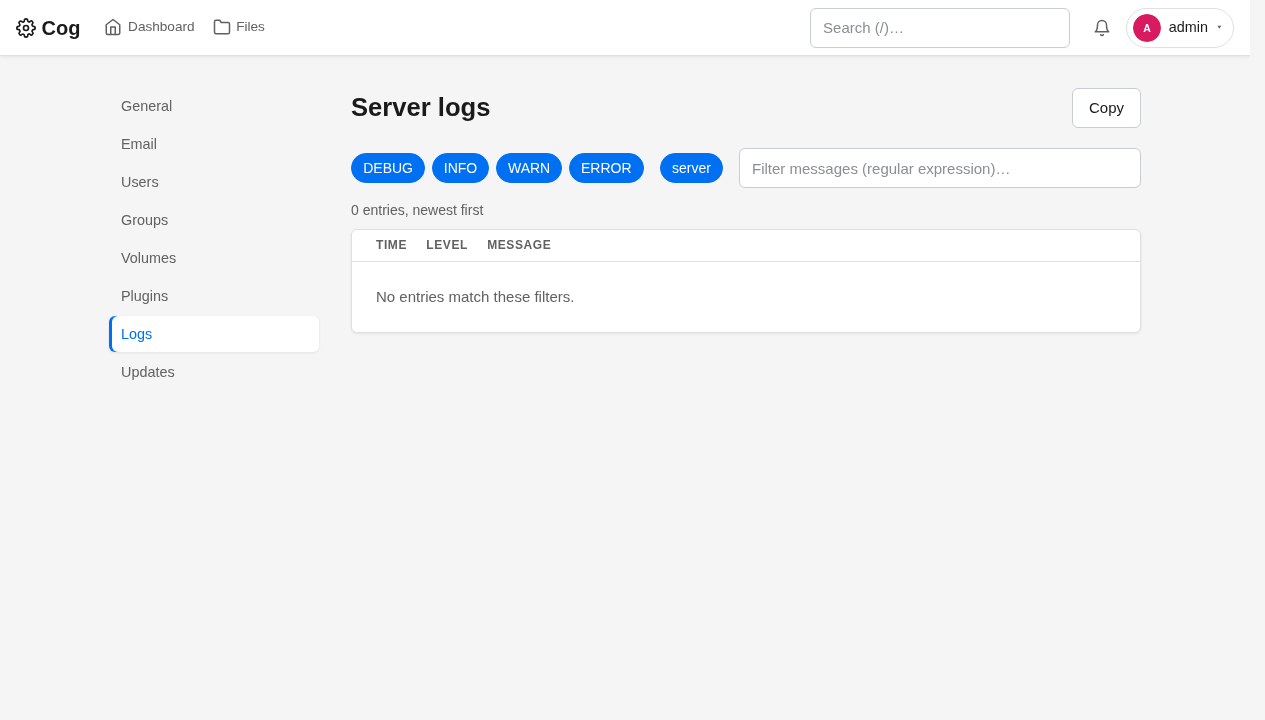 Cog Dashboard Files Search (/)… A admin
General
Email
Users
Groups
Volumes
Plugins
Logs
Updates
Server logs Copy
DEBUG INFO WARN ERROR server Filter messages (regular expression)…
0 entries, newest first
TIME LEVEL MESSAGE
No entries match these filters.